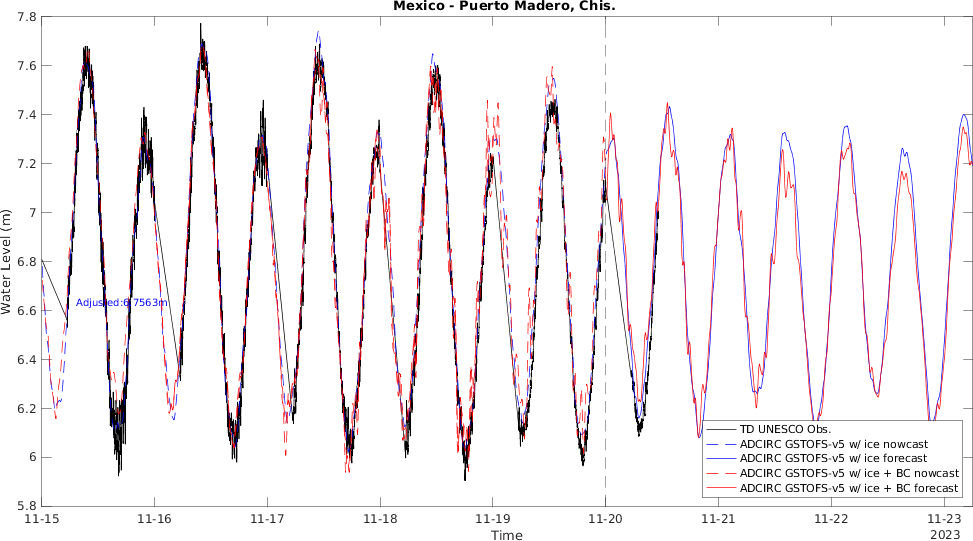 Mexico - Puerto Madero, Chis.
7.8
7.6
7.4
7.2
7
6.8
6.6
6.4
6.2
6
5.8
Water Level (m)
TD UNESCO Obs.
ADCIRC GSTOFS-v5 w/ ice nowcast
ADCIRC GSTOFS-v5 w/ ice forecast
ADCIRC GSTOFS-v5 w/ ice + BC nowcast
ADCIRC GSTOFS-v5 w/ ice + BC forecast
11-15 11-16 11-17 11-18 11-19 11-20 11-21 11-22 11-23
Time
2023